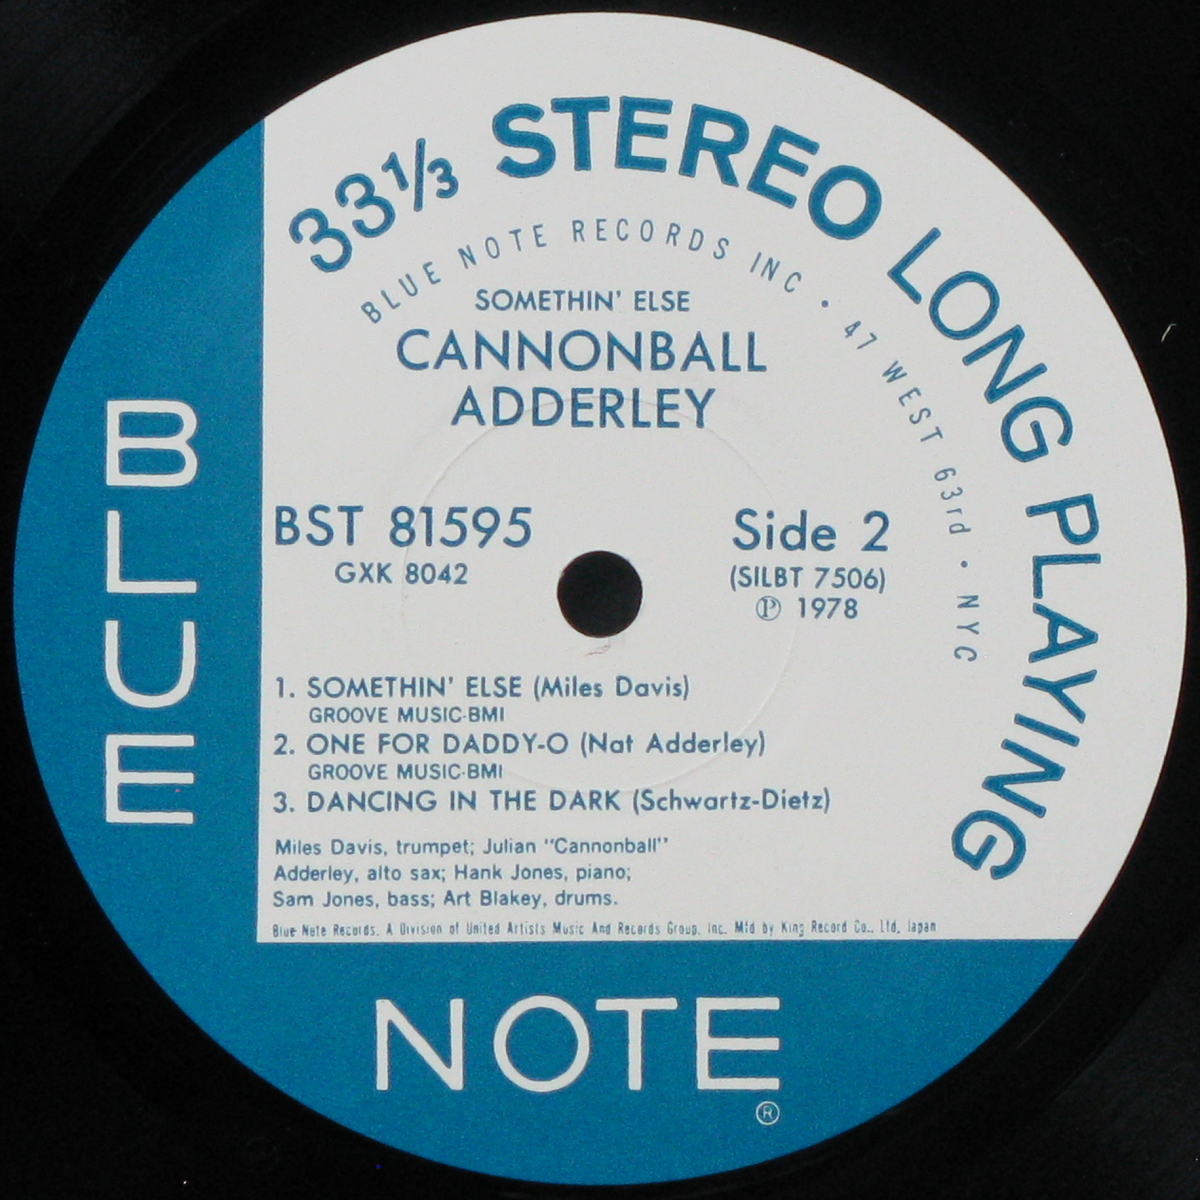 33⅓ STEREO LONG PLAYING
BLUE NOTE RECORDS INC • 47 WEST 63rd • NYC
SOMETHIN' ELSE
CANNONBALL
ADDERLEY
BST 81595
GXK 8042
Side 2
(SILBT 7506)
℗ 1978
1. SOMETHIN' ELSE (Miles Davis)
GROOVE MUSIC-BMI
2. ONE FOR DADDY-O (Nat Adderley)
GROOVE MUSIC-BMI
3. DANCING IN THE DARK (Schwartz-Dietz)
Miles Davis, trumpet; Julian "Cannonball"
Adderley, alto sax; Hank Jones, piano;
Sam Jones, bass; Art Blakey, drums.
Blue Note Records. A Division of United Artists Music And Records Group, Inc. Mfd by King Record Co., Ltd, Japan
BLUE
NOTE
®